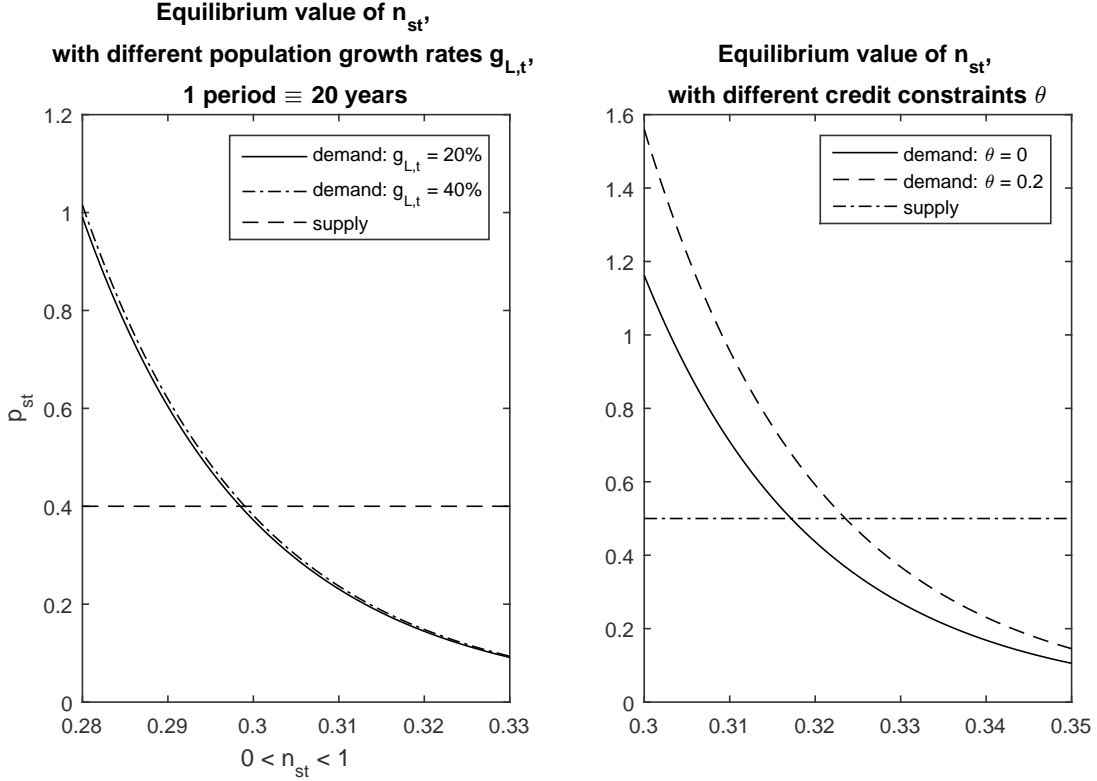 Equilibrium value of n_st,
with different population growth rates g_L,t,
1 period ≡ 20 years
1.2
1
0.8
0.6
0.4
0.2
0
p_st
demand: g_L,t = 20%
demand: g_L,t = 40%
supply
0.28
0.29
0.3
0.31
0.32
0.33
0 < n_st < 1
Equilibrium value of n_st,
with different credit constraints θ
1.6
1.4
1.2
1
0.8
0.6
0.4
0.2
0
demand: θ = 0
demand: θ = 0.2
supply
0.3
0.31
0.32
0.33
0.34
0.35